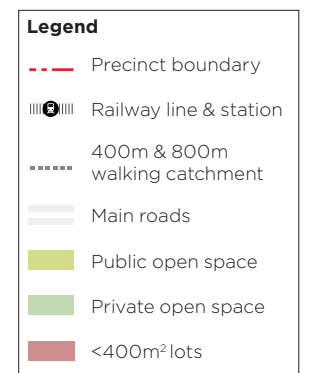 Legend
Precinct boundary
Railway line & station
400m & 800m
walking catchment
Main roads
Public open space
Private open space
<400m² lots